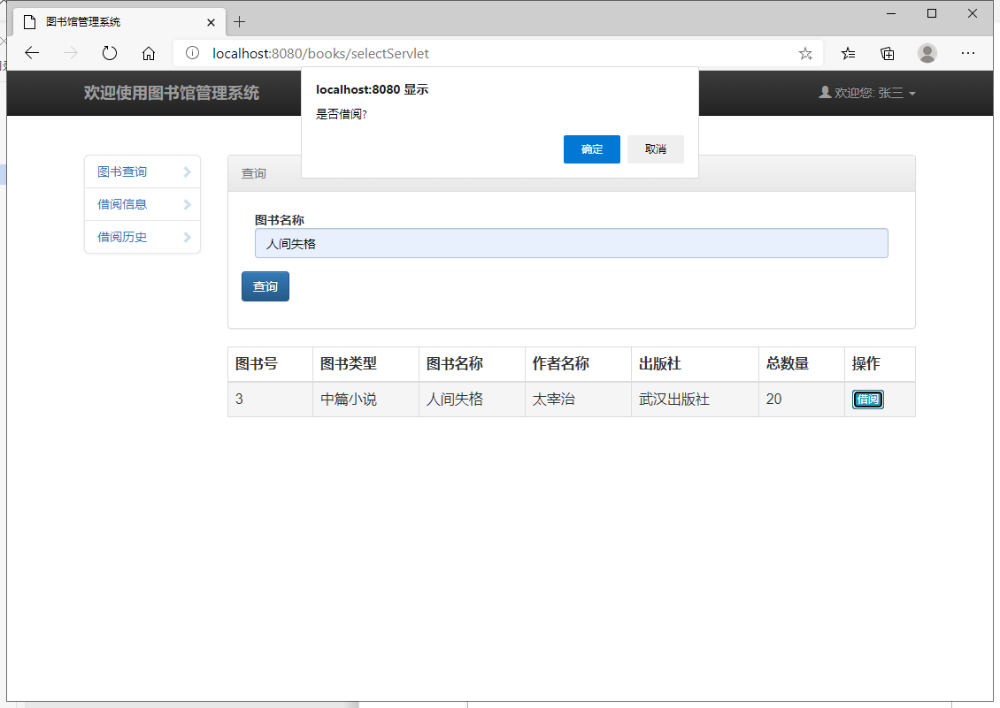 图书馆管理系统
localhost:8080/books/selectServlet
欢迎使用图书馆管理系统
localhost:8080 显示
是否借阅?
确定
取消
欢迎您: 张三
图书查询
借阅信息
借阅历史
查询
图书名称
人间失格
查询
图书号 图书类型 图书名称 作者名称 出版社 总数量 操作
3 中篇小说 人间失格 太宰治 武汉出版社 20 借阅